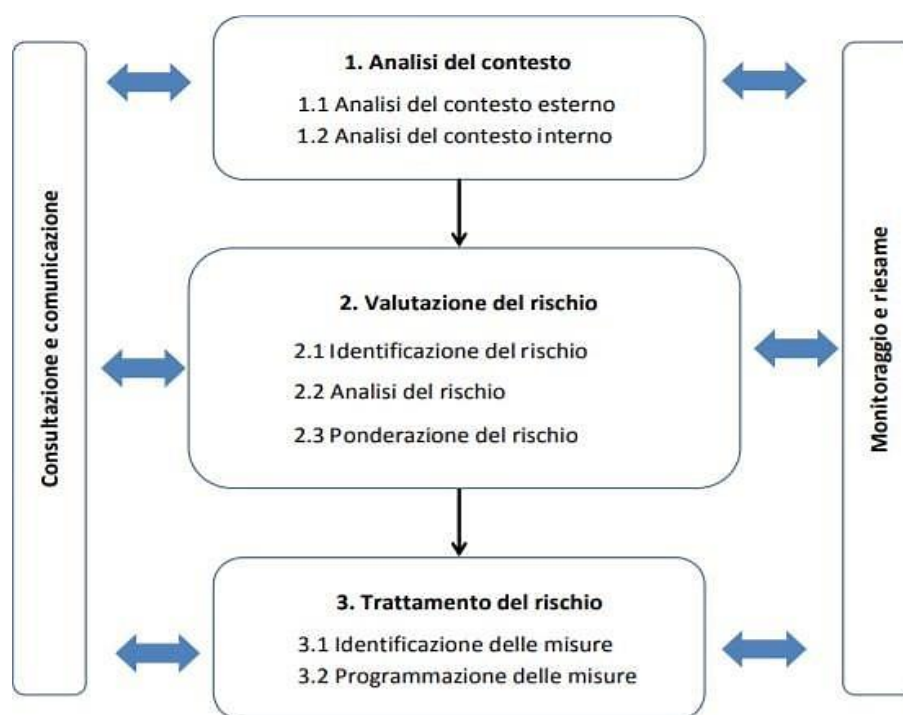 Consultazione e comunicazione
1. Analisi del contesto
1.1 Analisi del contesto esterno
1.2 Analisi del contesto interno
2. Valutazione del rischio
2.1 Identificazione del rischio
2.2 Analisi del rischio
2.3 Ponderazione del rischio
3. Trattamento del rischio
3.1 Identificazione delle misure
3.2 Programmazione delle misure
Monitoraggio e riesame